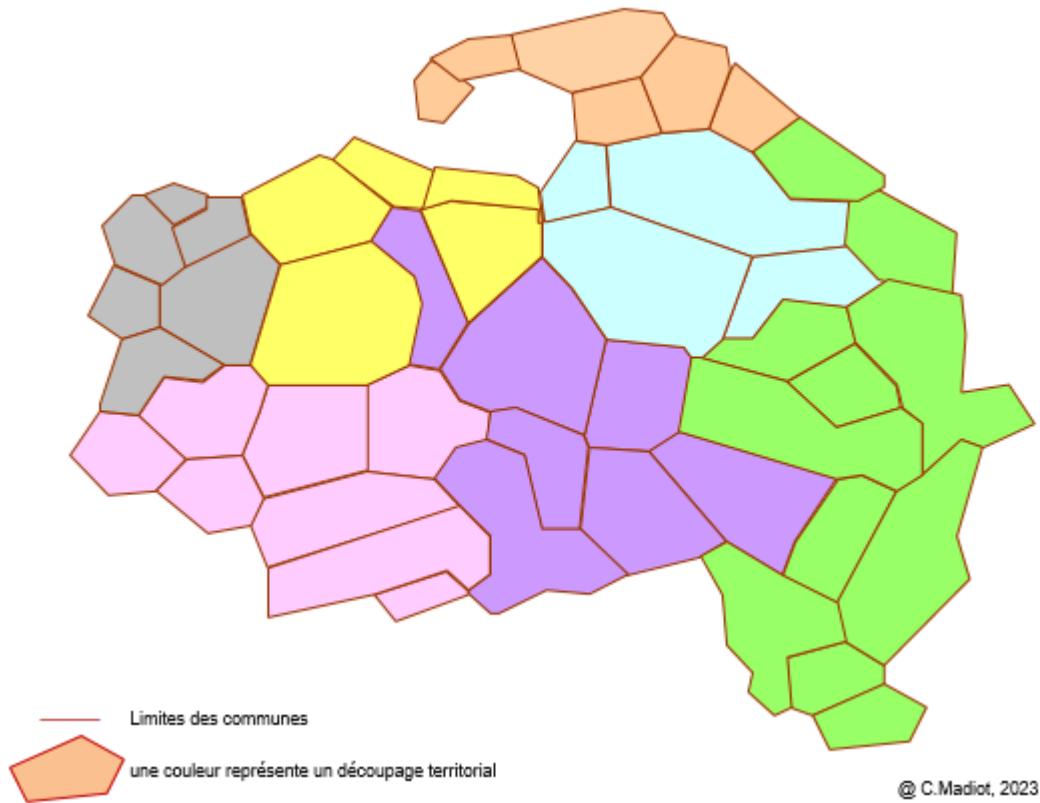 Limites des communes
une couleur représente un découpage territorial
@ C.Madiot, 2023